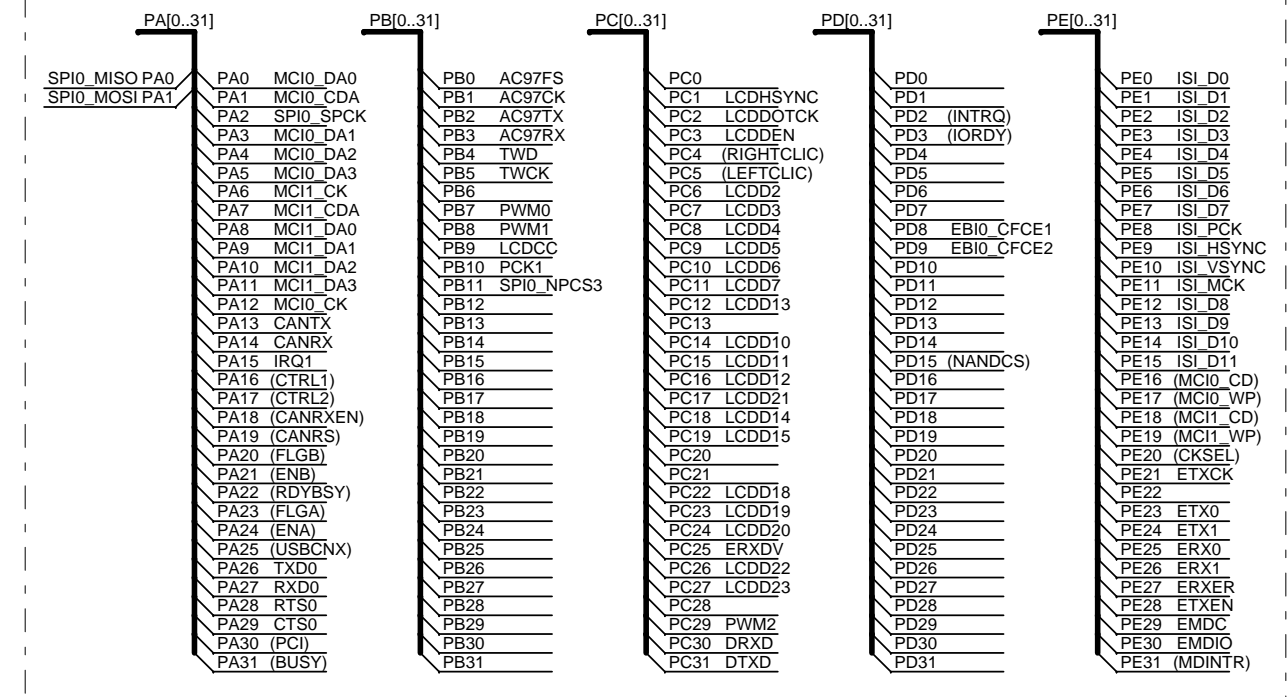 PA[0..31] PB[0..31] PC[0..31] PD[0..31] PE[0..31]
SPI0_MISO PA0 PA0 MCI0_DA0 PB0 AC97FS PC0 PD0 PE0 ISI_D0
SPI0_MOSI PA1 PA1 MCI0_CDA PB1 AC97CK PC1 LCDHSYNC PD1 PE1 ISI_D1
PA2 SPI0_SPCK PB2 AC97TX PC2 LCDDOTCK PD2 (INTRQ) PE2 ISI_D2
PA3 MCI0_DA1 PB3 AC97RX PC3 LCDDEN PD3 (IORDY) PE3 ISI_D3
PA4 MCI0_DA2 PB4 TWD PC4 (RIGHTCLIC) PD4 PE4 ISI_D4
PA5 MCI0_DA3 PB5 TWCK PC5 (LEFTCLIC) PD5 PE5 ISI_D5
PA6 MCI1_CK PB6 PC6 LCDD2 PD6 PE6 ISI_D6
PA7 MCI1_CDA PB7 PWM0 PC7 LCDD3 PD7 PE7 ISI_D7
PA8 MCI1_DA0 PB8 PWM1 PC8 LCDD4 PD8 EBI0_CFCE1 PE8 ISI_PCK
PA9 MCI1_DA1 PB9 LCDCC PC9 LCDD5 PD9 EBI0_CFCE2 PE9 ISI_HSYNC
PA10 MCI1_DA2 PB10 PCK1 PC10 LCDD6 PD10 PE10 ISI_VSYNC
PA11 MCI1_DA3 PB11 SPI0_NPCS3 PC11 LCDD7 PD11 PE11 ISI_MCK
PA12 MCI0_CK PB12 PC12 LCDD13 PD12 PE12 ISI_D8
PA13 CANTX PB13 PC13 PD13 PE13 ISI_D9
PA14 CANRX PB14 PC14 LCDD10 PD14 PE14 ISI_D10
PA15 IRQ1 PB15 PC15 LCDD11 PD15 (NANDCS) PE15 ISI_D11
PA16 (CTRL1) PB16 PC16 LCDD12 PD16 PE16 (MCI0_CD)
PA17 (CTRL2) PB17 PC17 LCDD21 PD17 PE17 (MCI0_WP)
PA18 (CANRXEN) PB18 PC18 LCDD14 PD18 PE18 (MCI1_CD)
PA19 (CANRS) PB19 PC19 LCDD15 PD19 PE19 (MCI1_WP)
PA20 (FLGB) PB20 PC20 PD20 PE20 (CKSEL)
PA21 (ENB) PB21 PC21 PD21 PE21 ETXCK
PA22 (RDYBSY) PB22 PC22 LCDD18 PD22 PE22
PA23 (FLGA) PB23 PC23 LCDD19 PD23 PE23 ETX0
PA24 (ENA) PB24 PC24 LCDD20 PD24 PE24 ETX1
PA25 (USBCNX) PB25 PC25 ERXDV PD25 PE25 ERX0
PA26 TXD0 PB26 PC26 LCDD22 PD26 PE26 ERX1
PA27 RXD0 PB27 PC27 LCDD23 PD27 PE27 ERXER
PA28 RTS0 PB28 PC28 PD28 PE28 ETXEN
PA29 CTS0 PB29 PC29 PWM2 PD29 PE29 EMDC
PA30 (PCI) PB30 PC30 DRXD PD30 PE30 EMDIO
PA31 (BUSY) PB31 PC31 DTXD PD31 PE31 (MDINTR)